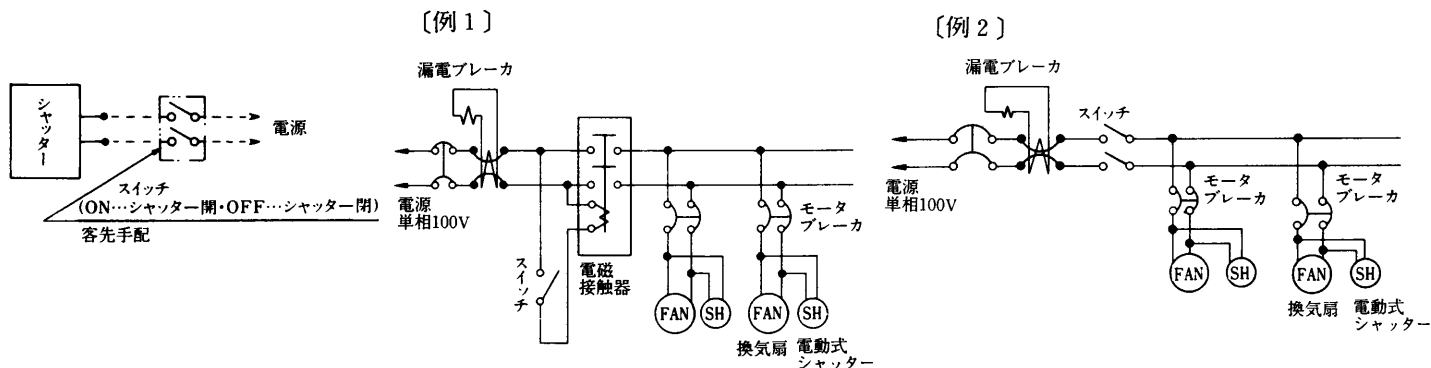 シャッター
電源
スイッチ
(ON…シャッター開・OFF…シャッター閉)
客先手配
〔例1〕
漏電ブレーカ
電源
単相100V
スイッチ
電磁
接触器
モータ
ブレーカ
FAN
SH
FAN
SH
換気扇
電動式
シャッター
〔例2〕
漏電ブレーカ
スイッチ
電源
単相100V
モータ
ブレーカ
モータ
ブレーカ
FAN
SH
FAN
SH
換気扇
電動式
シャッター